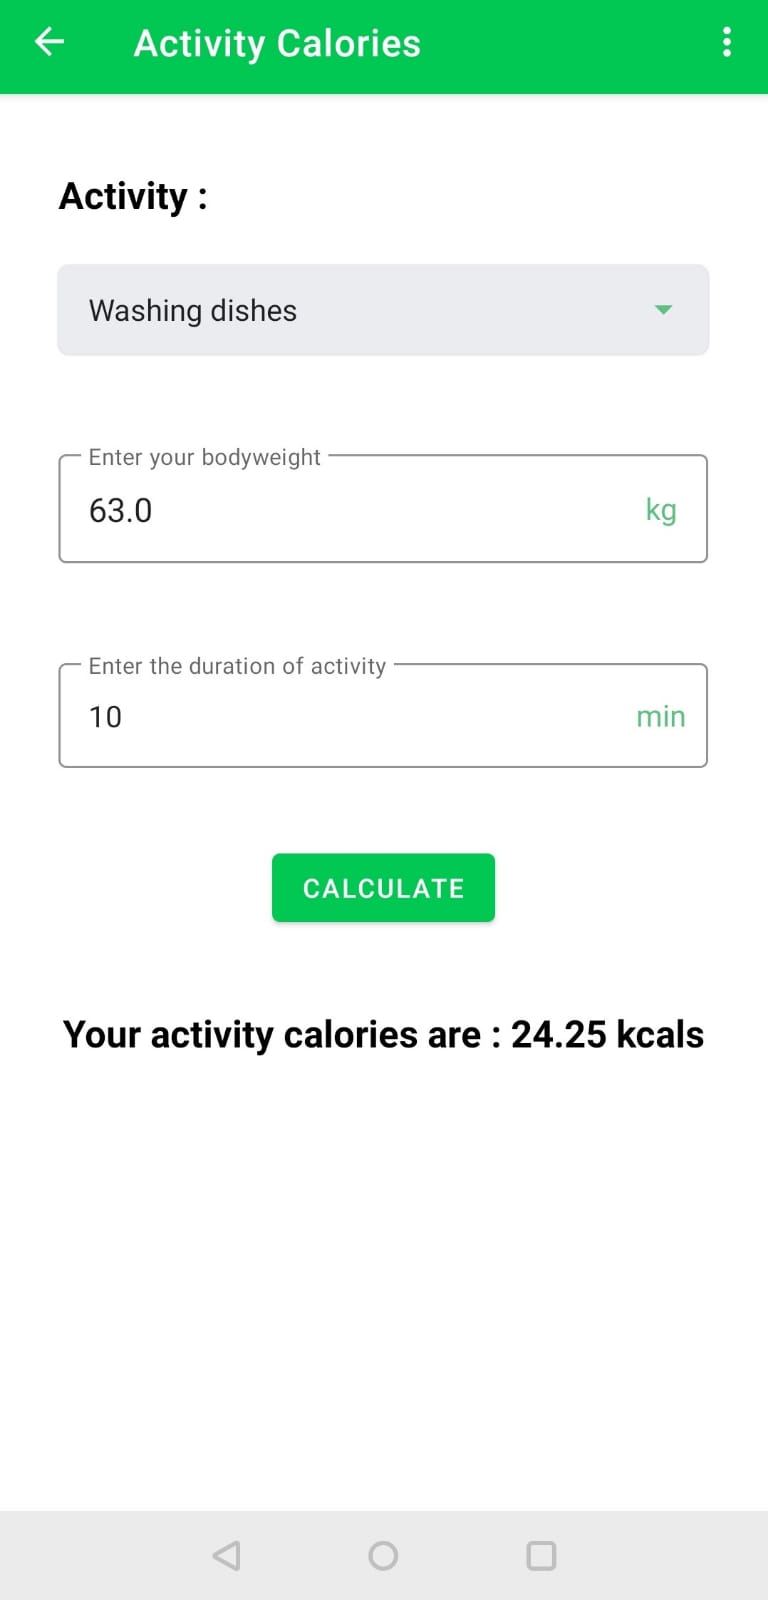 Activity Calories
Activity :
Washing dishes
Enter your bodyweight
63.0 kg
Enter the duration of activity
10 min
CALCULATE
Your activity calories are : 24.25 kcals